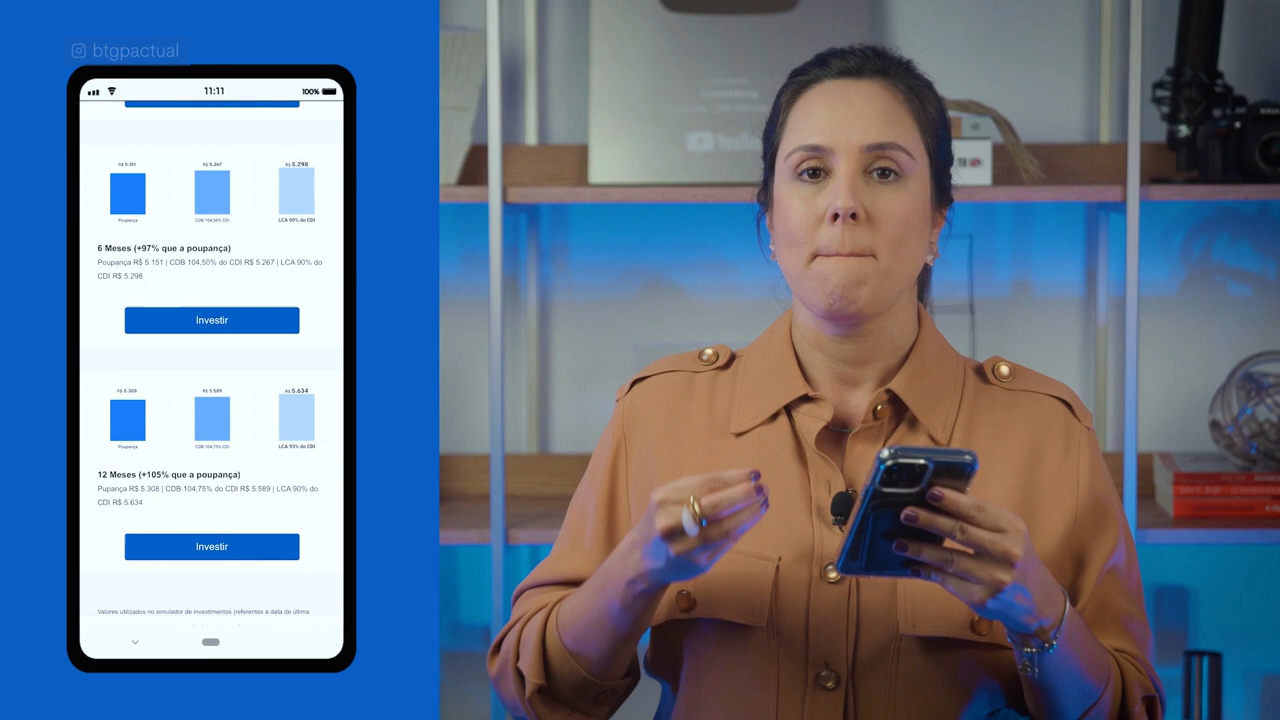 btgpactual
11:11
100%
R$ 5.151
R$ 5.267
R$ 5.298
Poupança
CDB 104,50% CDI
LCA 90% do CDI
6 Meses (+97% que a poupança)
Poupança R$ 5.151 | CDB 104,50% do CDI R$ 5.267 | LCA 90% do
CDI R$ 5.298
Investir
R$ 5.308
R$ 5.589
R$ 5.634
Poupança
CDB 104,75% CDI
LCA 93% do CDI
12 Meses (+105% que a poupança)
Pupança R$ 5.308 | CDB 104.75% do CDI R$ 5.589 | LCA 90% do
CDI R$ 5.634
Investir
Valores utilizados no simulador de investimentos (referentes à data de última
YouTube